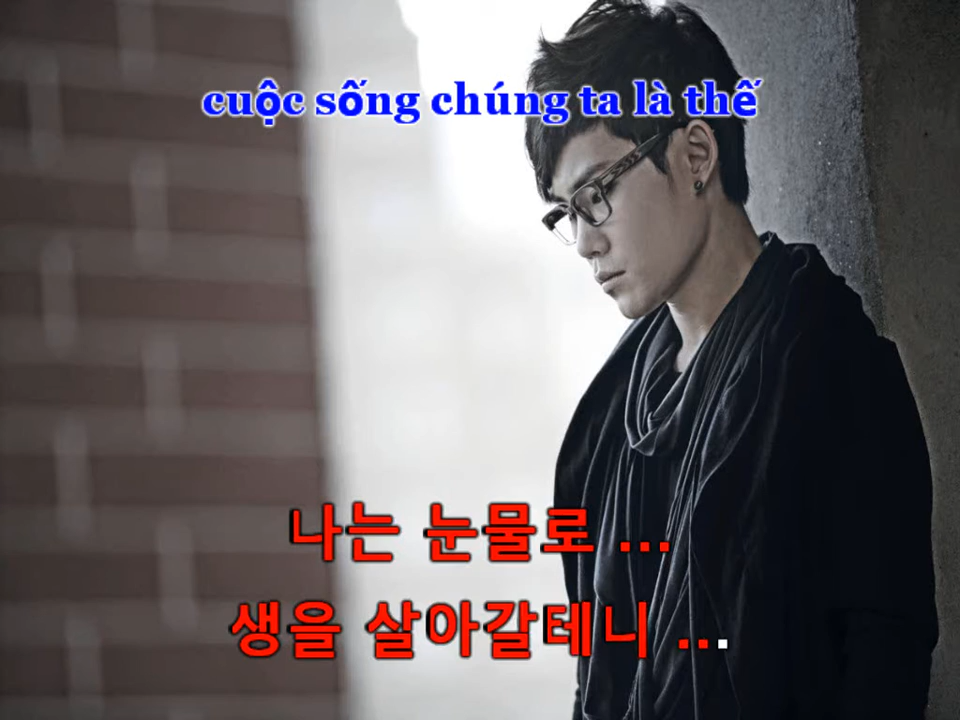 cuộc sống chúng ta là thế
나는 눈물로 ...
생을 살아갈테니 ...